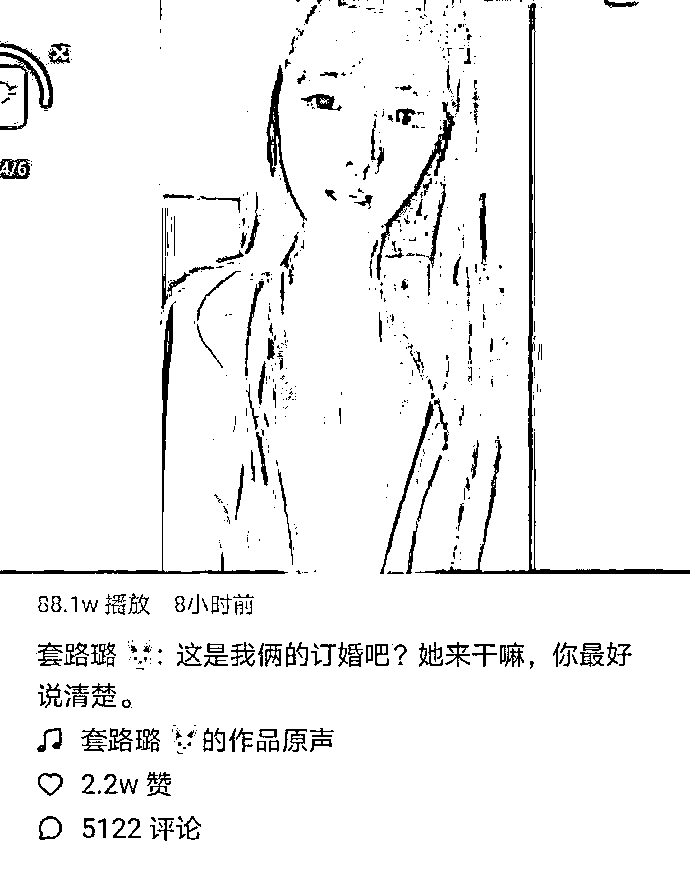 4/6
88.1w 播放 8小时前
套路璐 : 这是我俩的订婚吧？她来干嘛，你最好
说清楚。
套路璐 的作品原声
2.2w 赞
5122 评论